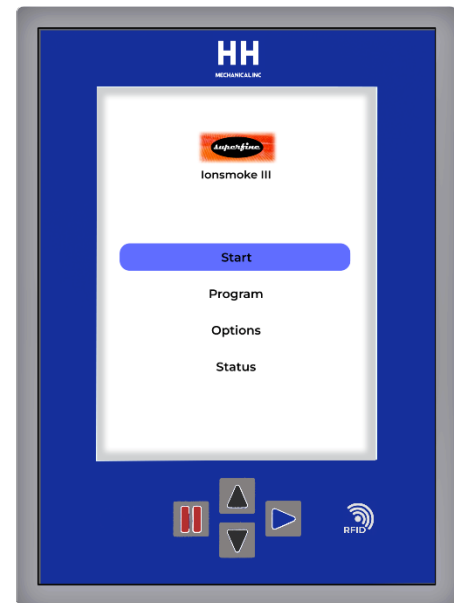 HH
MECHANICAL INC
superfine
Ionsmoke III
Start
Program
Options
Status
RFID